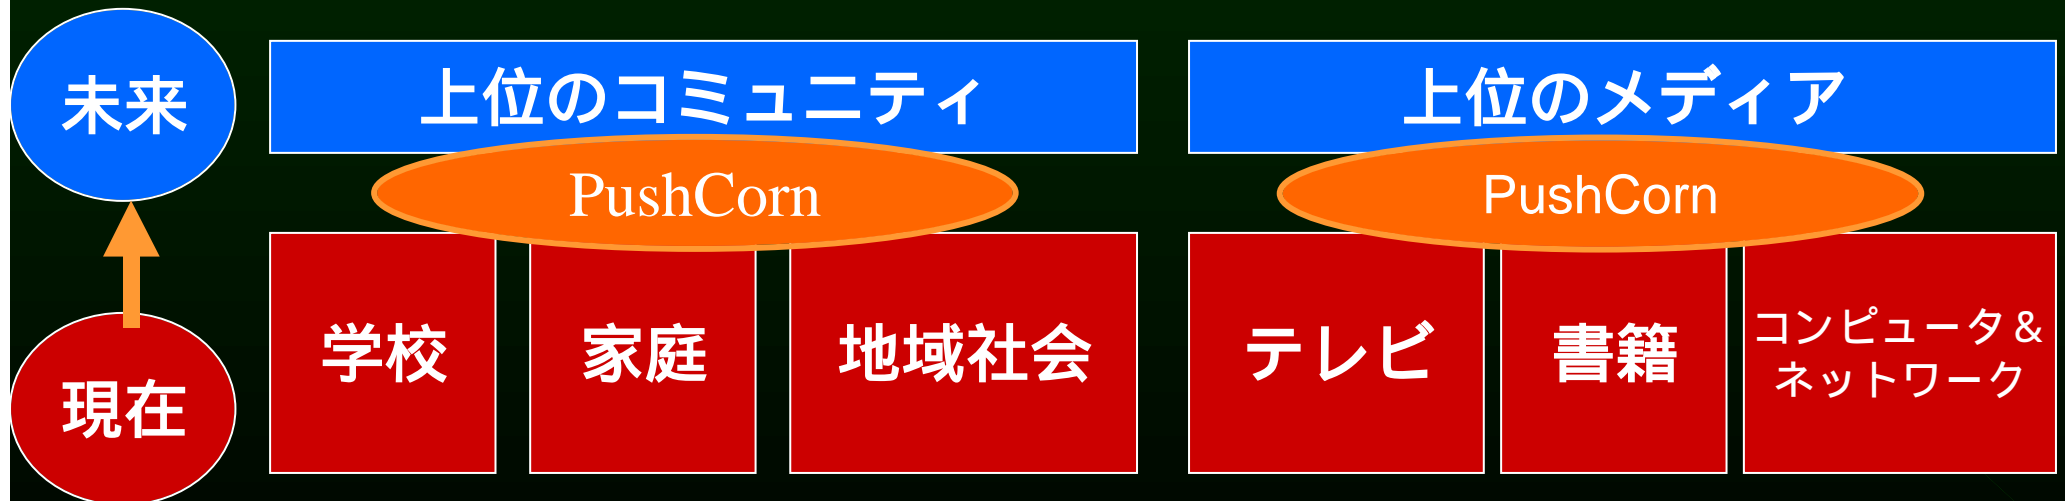 未来
上位のコミュニティ
上位のメディア
PushCorn
PushCorn
現在
学校
家庭
地域社会
テレビ
書籍
コンピュータ＆
ネットワーク